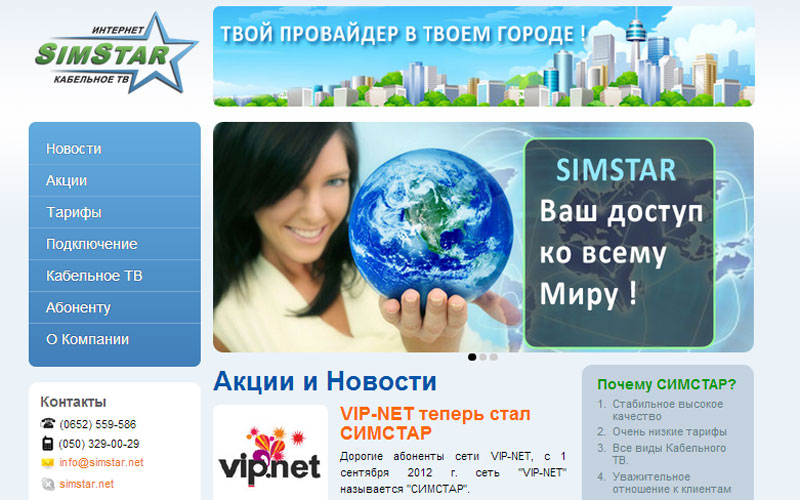 ИНТЕРНЕТ
SIMSTAR
КАБЕЛЬНОЕ ТВ
ТВОЙ ПРОВАЙДЕР В ТВОЕМ ГОРОДЕ !
Новости
Акции
Тарифы
Подключение
Кабельное ТВ
Абоненту
О Компании
SIMSTAR
Ваш доступ
ко всему
Миру !
Контакты
(0652) 559-586
(050) 329-00-29
info@simstar.net
simstar.net
Акции и Новости
vip.net
VIP-NET теперь стал
СИМСТАР
Дорогие абоненты сети VIP-NET, с 1
сентября 2012 г. сеть "VIP-NET"
называется "СИМСТАР".
Почему СИМСТАР?
1. Стабильное высокое
качество
2. Очень низкие тарифы
3. Все виды Кабельного
ТВ.
4. Уважительное
отношение к клиентам